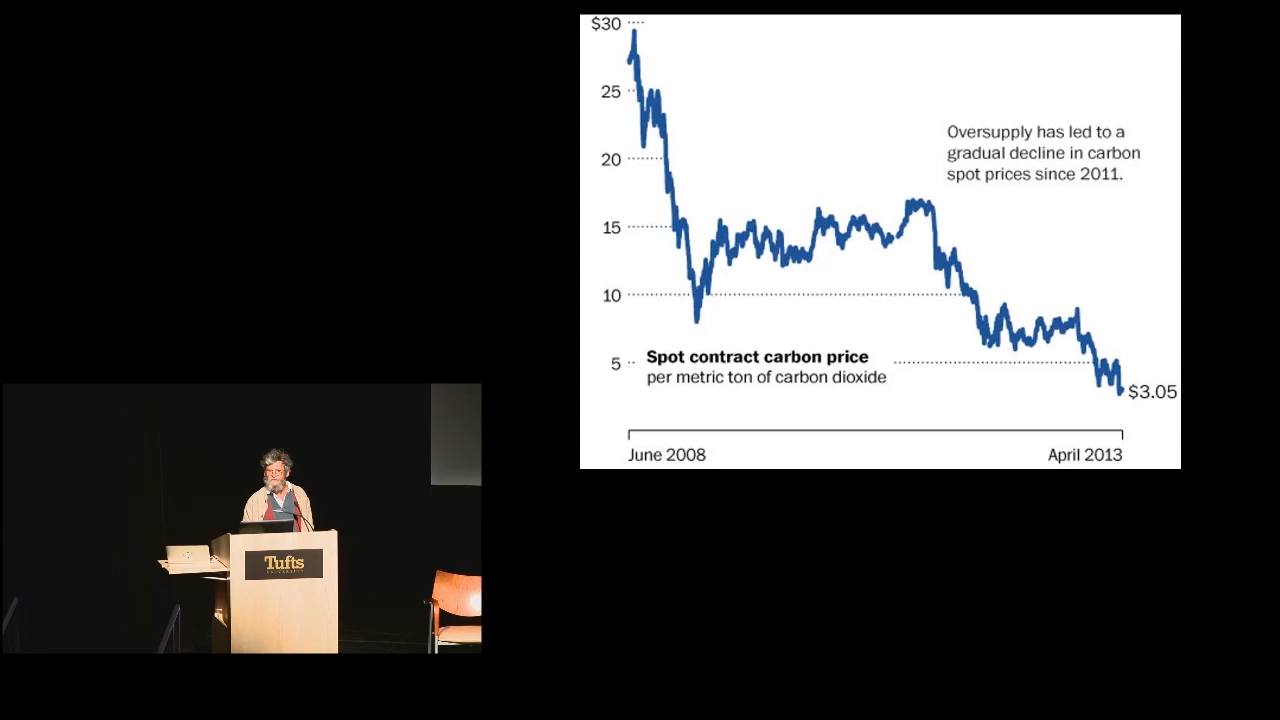 $30
25
20
15
10
5
Oversupply has led to a
gradual decline in carbon
spot prices since 2011.
Spot contract carbon price
per metric ton of carbon dioxide
$3.05
June 2008
April 2013
Tufts
UNIVERSITY